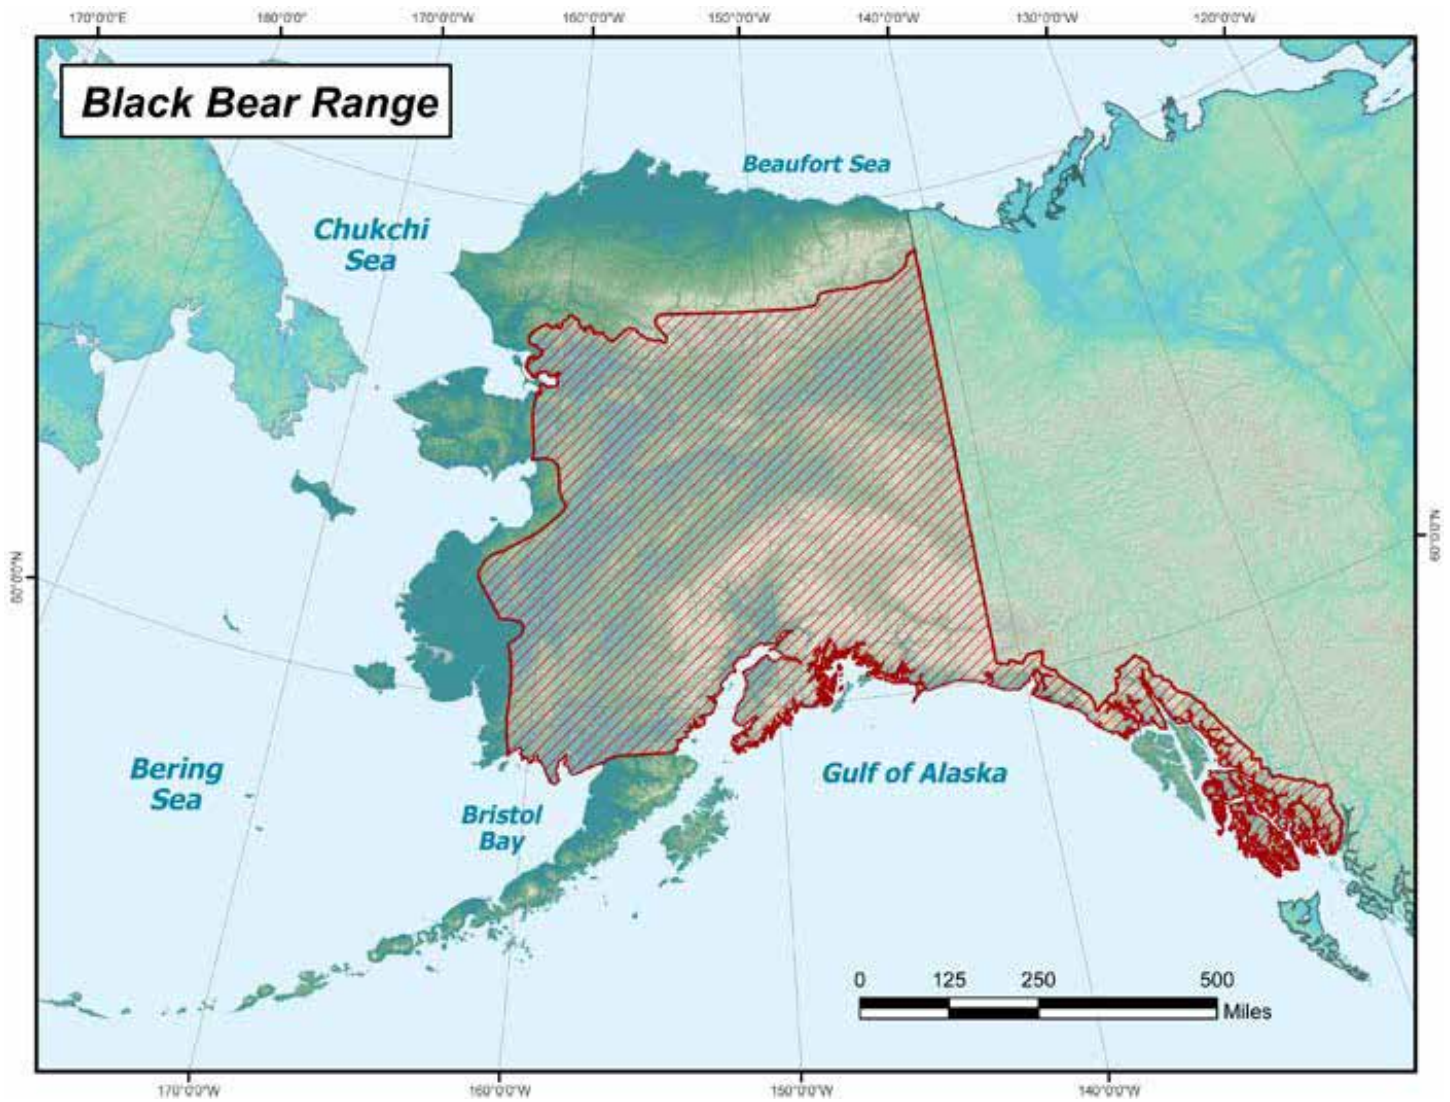 170°0'0"E 180°0'0" 170°0'0"W 160°0'0"W 150°0'0"W 140°0'0"W 130°0'0"W 120°0'0"W
Black Bear Range
Beaufort Sea
Chukchi
Sea
60°0'0"N
60°0'0"N
Bering
Sea
Gulf of Alaska
Bristol
Bay
0 125 250 500
Miles
170°0'0"W 160°0'0"W 150°0'0"W 140°0'0"W